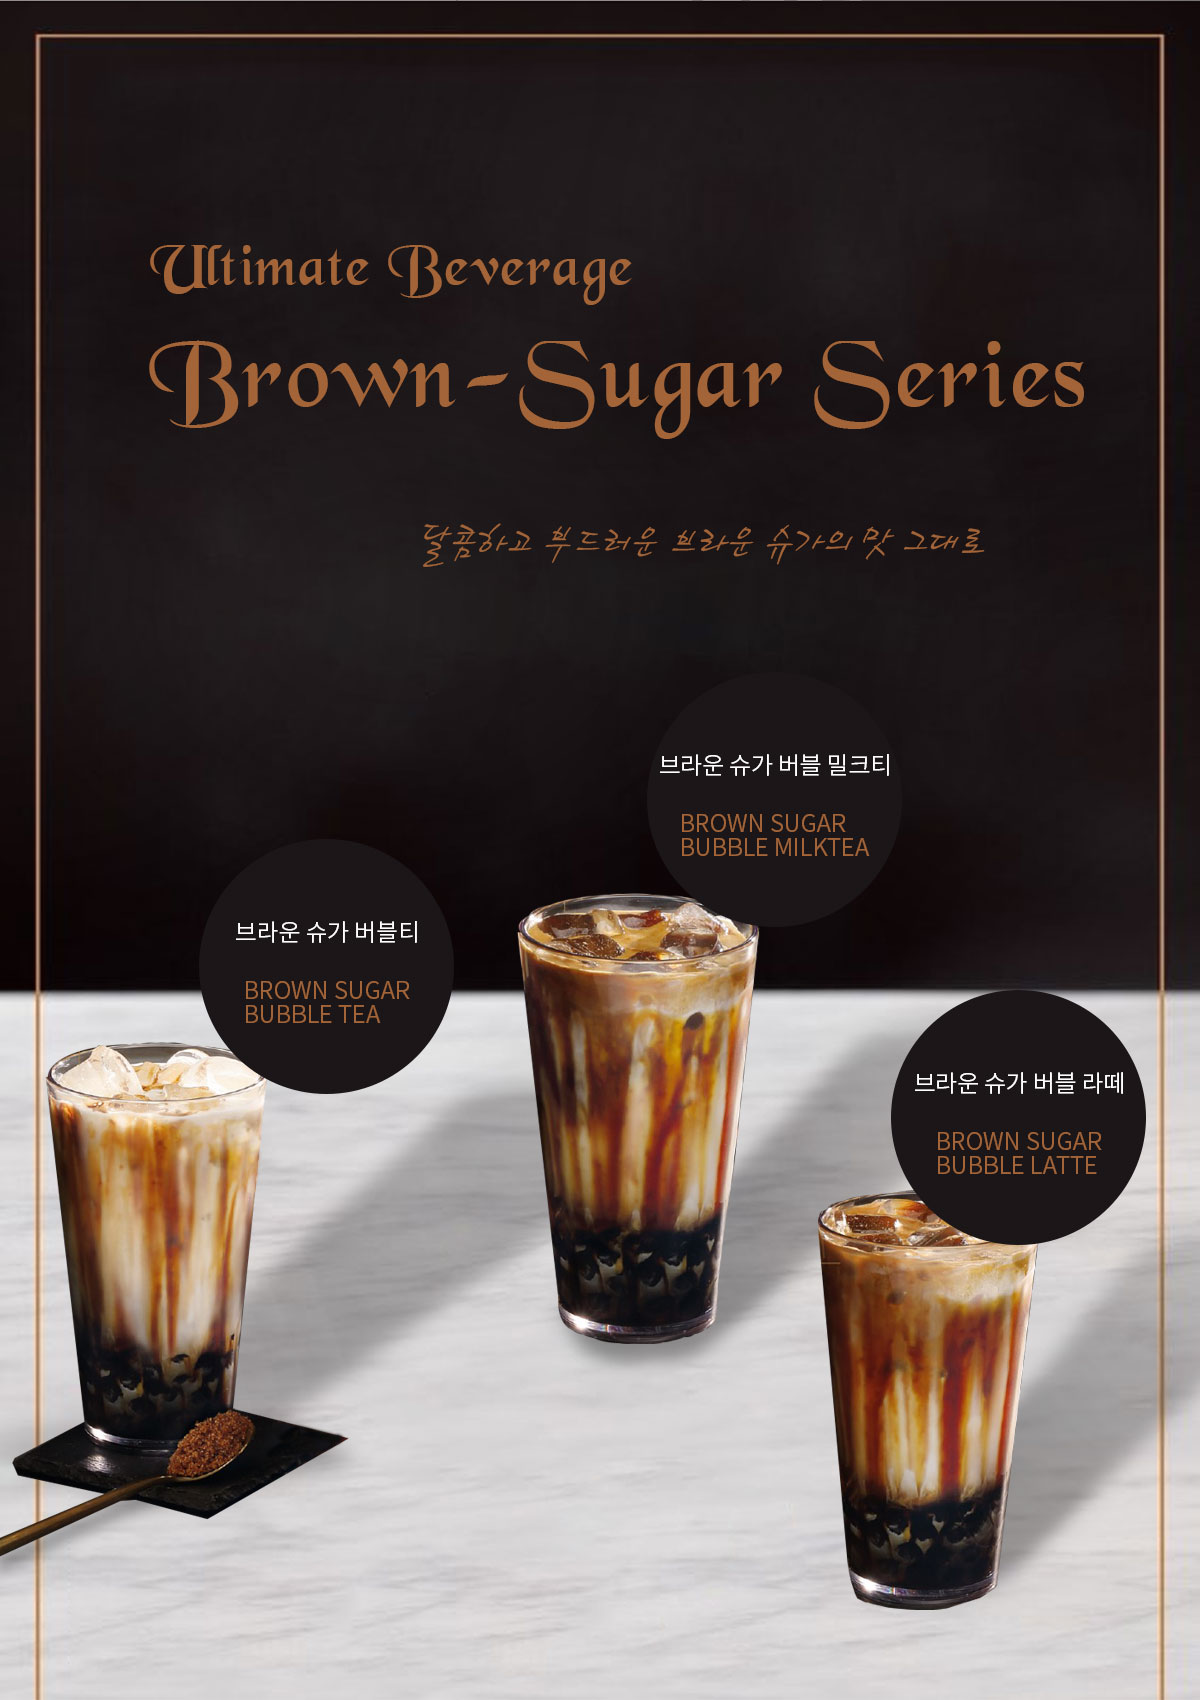 Ultimate Beverage
Brown-Sugar Series
달콤하고 부드러운 브라운 슈가의 맛 그대로
브라운 슈가 버블 밀크티
BROWN SUGAR
BUBBLE MILKTEA
브라운 슈가 버블티
BROWN SUGAR
BUBBLE TEA
브라운 슈가 버블 라떼
BROWN SUGAR
BUBBLE LATTE